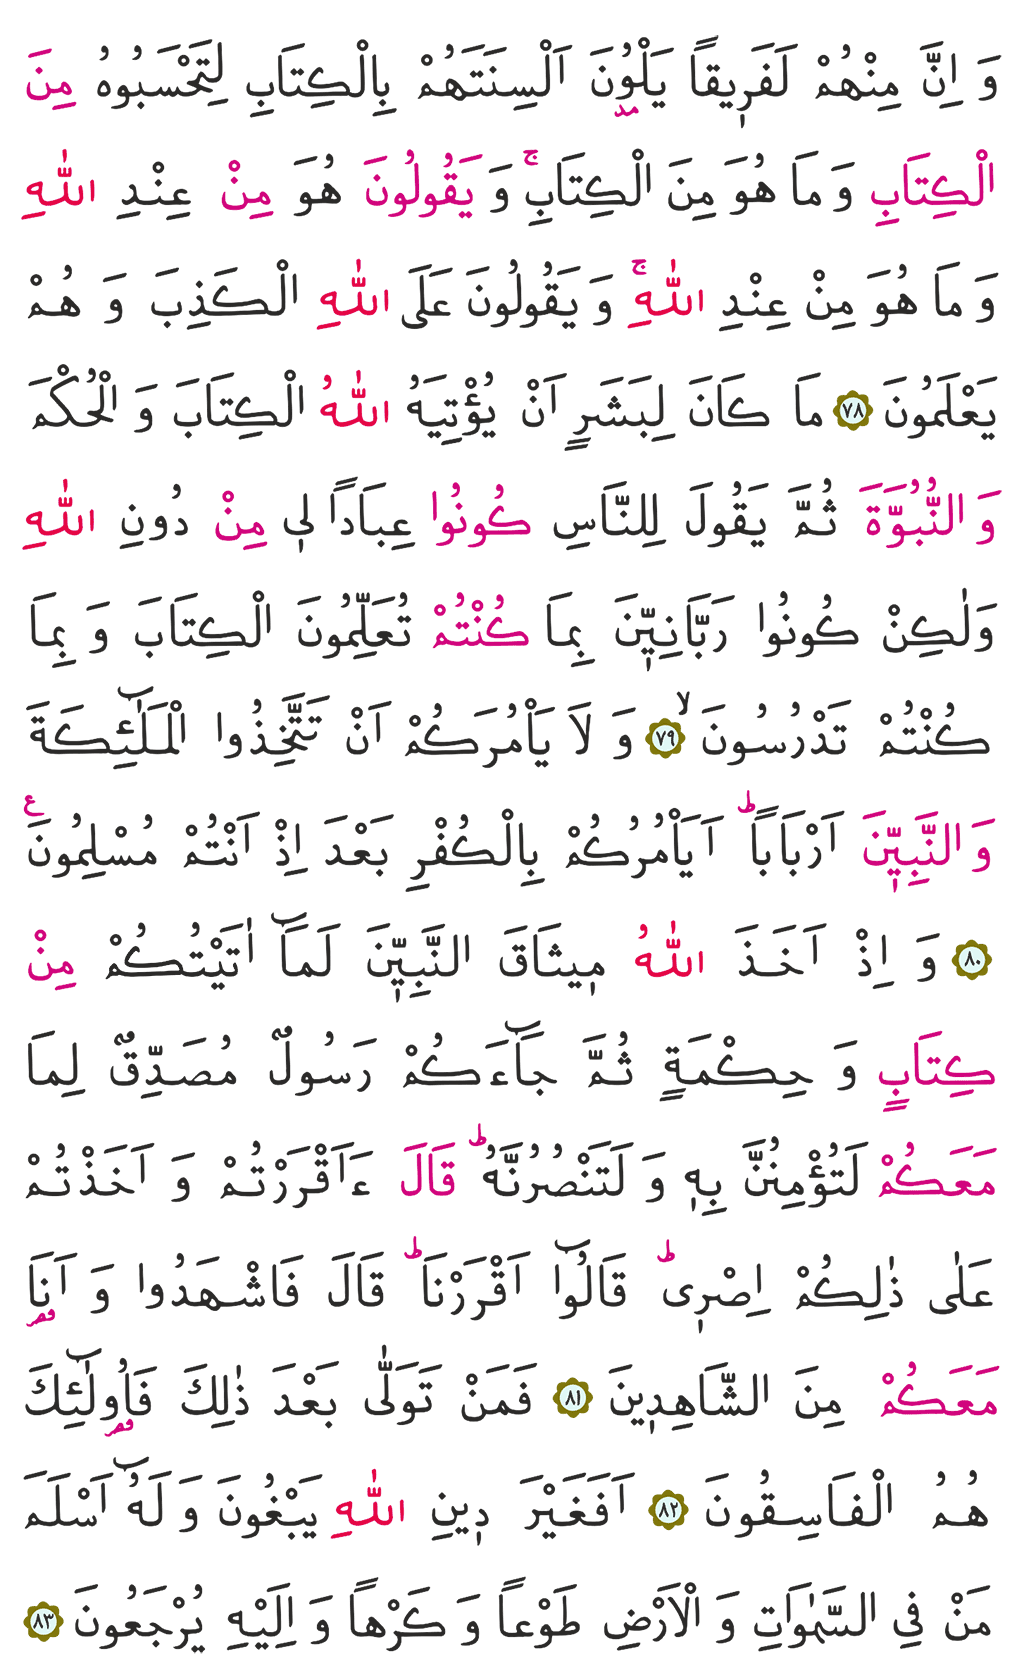 وَ اِنَّ مِنْهُمْ لَفَرٖيقاً يَلْوُ۫نَ اَلْسِنَتَهُمْ بِالْكِتَابِ لِتَحْسَبُوهُ مِنَ
الْكِتَابِ وَ مَا هُوَ مِنَ الْكِتَابِۚ وَ يَقُولُونَ هُوَ مِنْ عِنْدِ اللّٰهِ
وَ مَا هُوَ مِنْ عِنْدِ اللّٰهِۚ وَ يَقُولُونَ عَلَى اللّٰهِ الْكَذِبَ وَ هُمْ
يَعْلَمُونَ ﴿٧٨﴾ مَا كَانَ لِبَشَرٍ اَنْ يُؤْتِيَهُ اللّٰهُ الْكِتَابَ وَ الْحُكْمَ
وَ النُّبُوَّةَ ثُمَّ يَقُولَ لِلنَّاسِ كُونُوا عِبَاداً لٖي مِنْ دُونِ اللّٰهِ
وَلٰكِنْ كُونُوا رَبَّانِيّٖنَ بِمَا كُنْتُمْ تُعَلِّمُونَ الْكِتَابَ وَ بِمَا
كُنْتُمْ تَدْرُسُونَۙ ﴿٧٩﴾ وَ لَا يَاْمُرَكُمْ اَنْ تَتَّخِذُوا الْمَلٰٓئِكَةَ
وَ النَّبِيّٖنَ اَرْبَاباًؕ اَيَاْمُرُكُمْ بِالْكُفْرِ بَعْدَ اِذْ اَنْتُمْ مُسْلِمُونَࣖ
﴿٨٠﴾ وَ اِذْ اَخَذَ اللّٰهُ مٖيثَاقَ النَّبِيّٖنَ لَمَٓا اٰتَيْتُكُمْ مِنْ
كِتَابٍ وَ حِكْمَةٍ ثُمَّ جَٓاءَكُمْ رَسُولٌ مُصَدِّقٌ لِمَا
مَعَكُمْ لَتُؤْمِنُنَّ بِهٖ وَ لَتَنْصُرُنَّهُؕ قَالَ ءَاَقْرَرْتُمْ وَ اَخَذْتُمْ
عَلٰى ذٰلِكُمْ اِصْرٖىؕ قَالُٓوا اَقْرَرْنَاؕ قَالَ فَاشْهَدُوا وَ اَنَا۬
مَعَكُمْ مِنَ الشَّاهِدٖينَ ﴿٨١﴾ فَمَنْ تَوَلّٰى بَعْدَ ذٰلِكَ فَاُو۬لٰٓئِكَ
هُمُ الْفَاسِقُونَ ﴿٨٢﴾ اَفَغَيْرَ دٖينِ اللّٰهِ يَبْغُونَ وَ لَهُٓ اَسْلَمَ
مَنْ فِي السَّمٰوَاتِ وَ الْاَرْضِ طَوْعاً وَ كَرْهاً وَ اِلَيْهِ يُرْجَعُونَ ﴿٨٣﴾